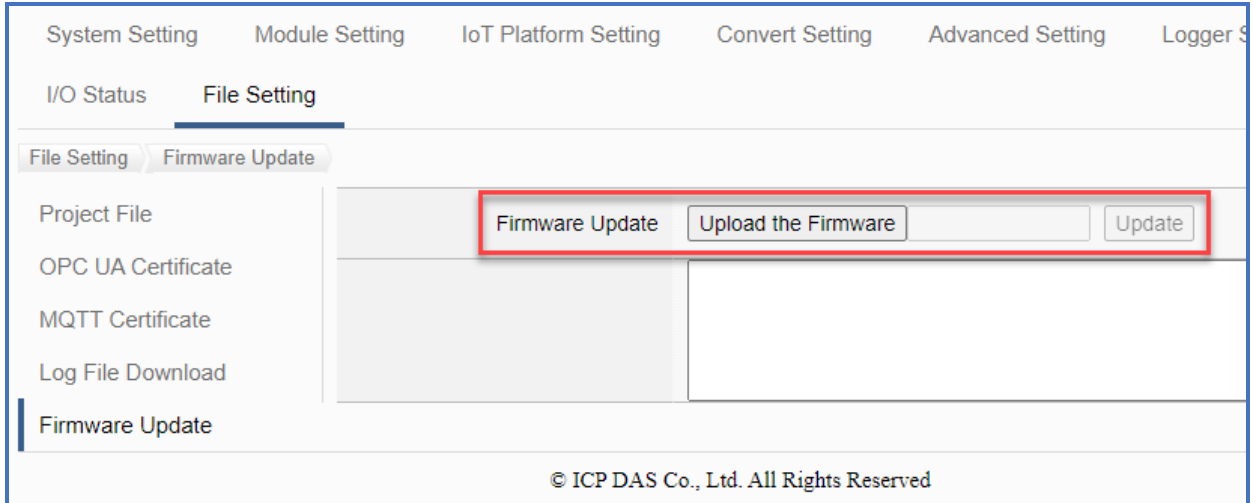 System Setting Module Setting IoT Platform Setting Convert Setting Advanced Setting Logger S
I/O Status File Setting
File Setting Firmware Update
Project File
OPC UA Certificate
MQTT Certificate
Log File Download
Firmware Update
Firmware Update Upload the Firmware Update
© ICP DAS Co., Ltd. All Rights Reserved